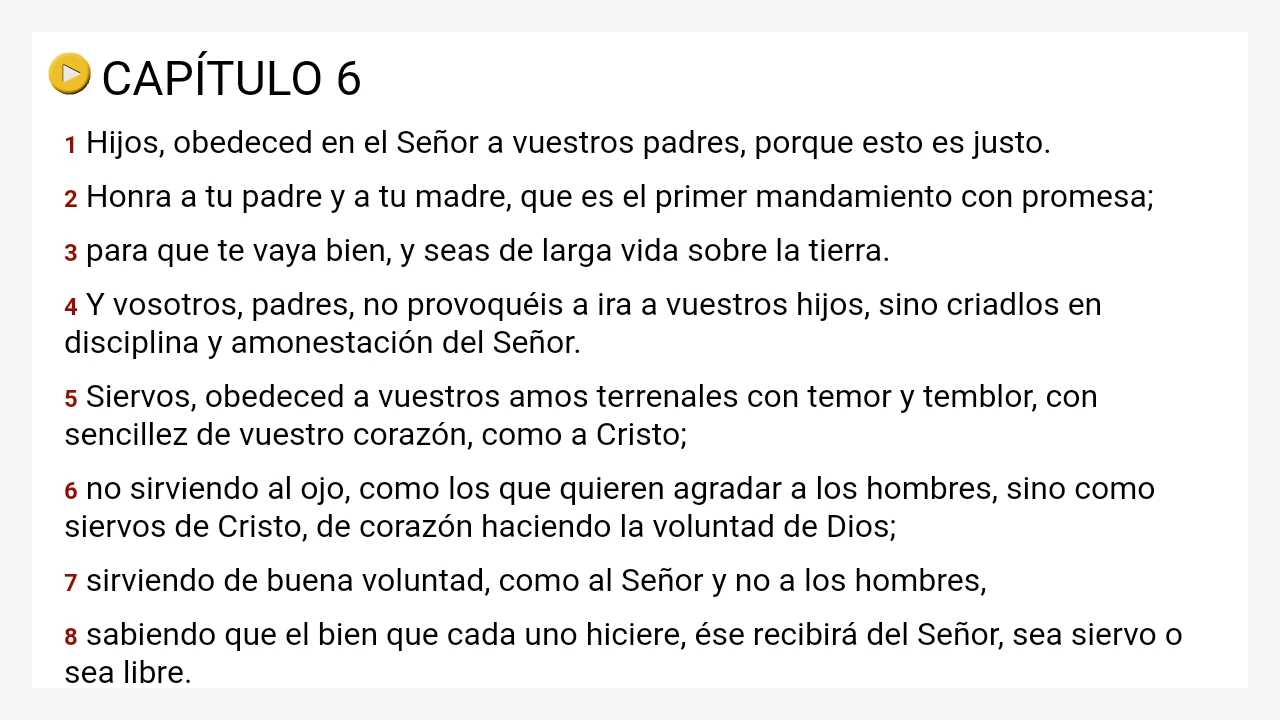 CAPÍTULO 6
1 Hijos, obedeced en el Señor a vuestros padres, porque esto es justo.
2 Honra a tu padre y a tu madre, que es el primer mandamiento con promesa;
3 para que te vaya bien, y seas de larga vida sobre la tierra.
4 Y vosotros, padres, no provoquéis a ira a vuestros hijos, sino criadlos en
disciplina y amonestación del Señor.
5 Siervos, obedeced a vuestros amos terrenales con temor y temblor, con
sencillez de vuestro corazón, como a Cristo;
6 no sirviendo al ojo, como los que quieren agradar a los hombres, sino como
siervos de Cristo, de corazón haciendo la voluntad de Dios;
7 sirviendo de buena voluntad, como al Señor y no a los hombres,
8 sabiendo que el bien que cada uno hiciere, ése recibirá del Señor, sea siervo o
sea libre.